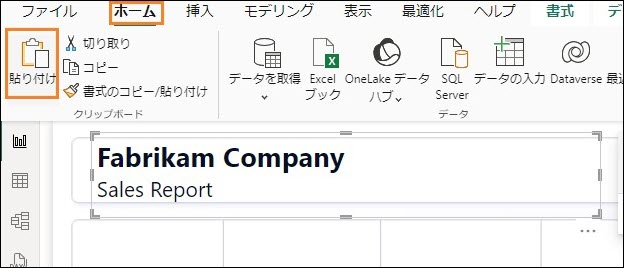 ファイル ホーム 挿入 モデリング 表示 最適化 ヘルプ 書式
貼り付け
切り取り
コピー
書式のコピー/貼り付け
クリップボード
データを取得
Excel
ブック
OneLake データ
ハブ
SQL
Server
データの入力
Dataverse
データ
Fabrikam Company
Sales Report